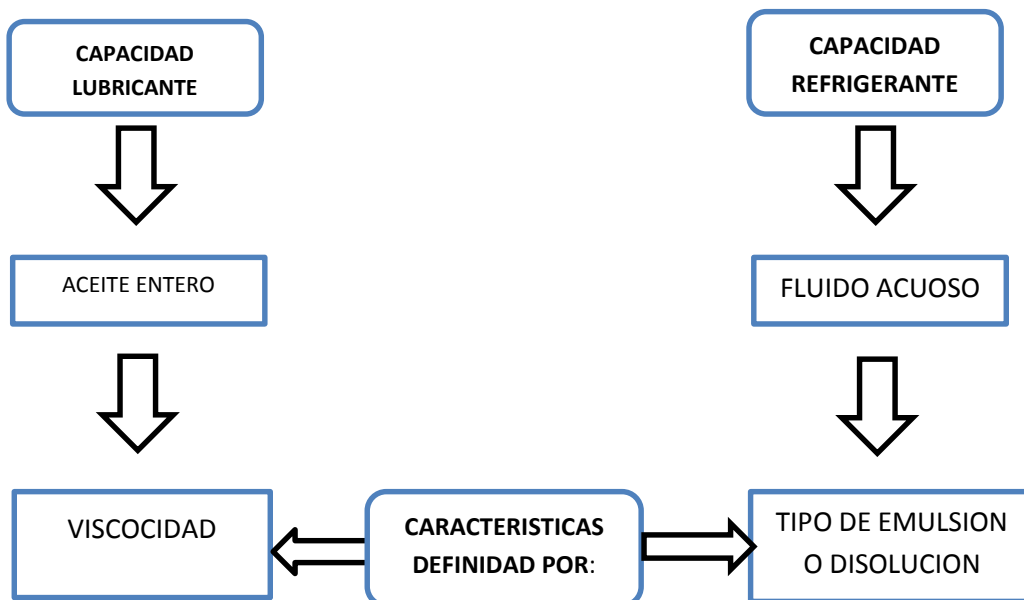 CAPACIDAD
LUBRICANTE
CAPACIDAD
REFRIGERANTE
ACEITE ENTERO
FLUIDO ACUOSO
VISCOCIDAD
CARACTERISTICAS
DEFINIDAD POR:
TIPO DE EMULSION
O DISOLUCION